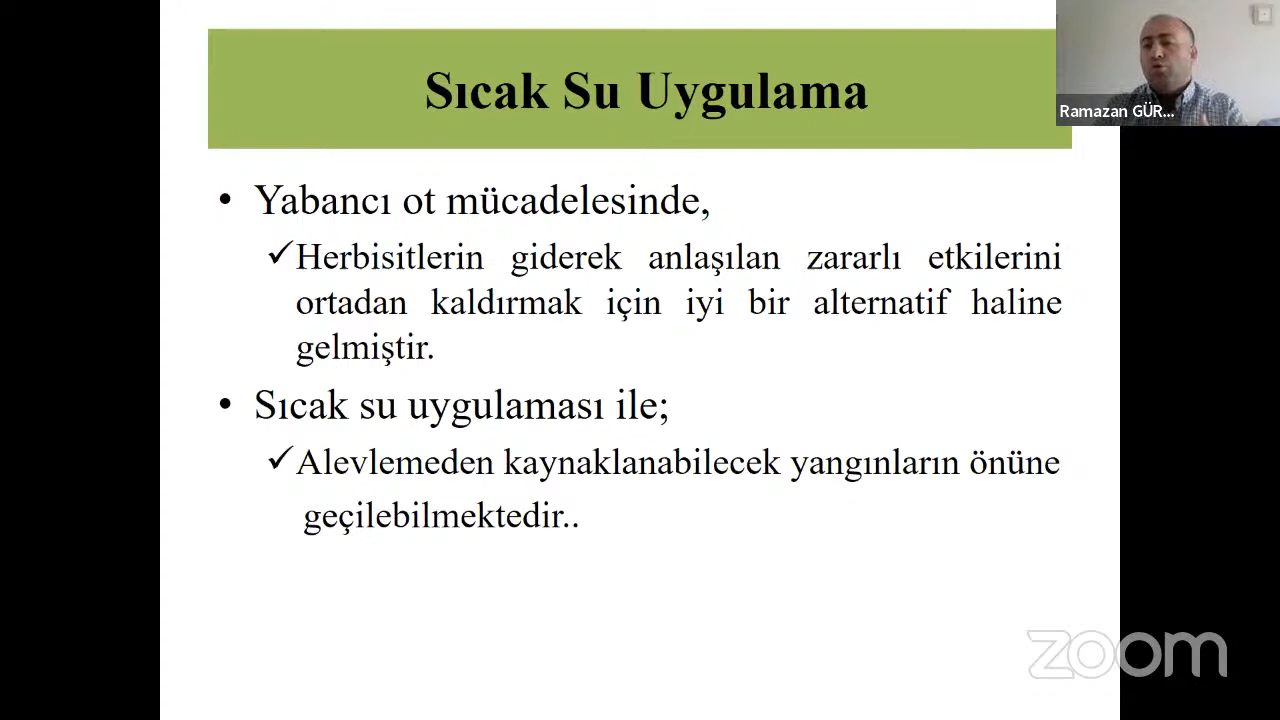 Sıcak Su Uygulama
Ramazan GÜR...
• Yabancı ot mücadelesinde,
✓Herbisitlerin giderek anlaşılan zararlı etkilerini
ortadan kaldırmak için iyi bir alternatif haline
gelmiştir.
• Sıcak su uygulaması ile;
✓Alevlemeden kaynaklanabilecek yangınların önüne
geçilebilmektedir..
zoom